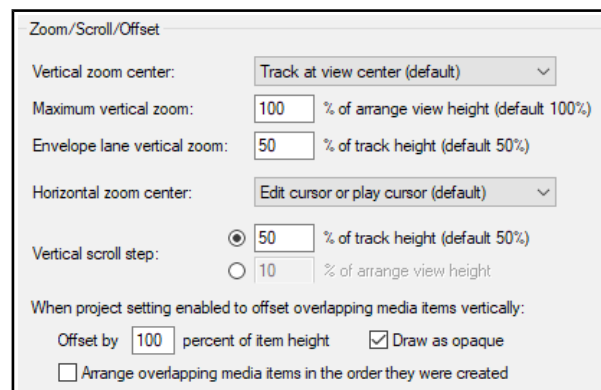 Zoom/Scroll/Offset
Vertical zoom center: Track at view center (default)
Maximum vertical zoom: 100 % of arrange view height (default 100%)
Envelope lane vertical zoom: 50 % of track height (default 50%)
Horizontal zoom center: Edit cursor or play cursor (default)
Vertical scroll step: 50 % of track height (default 50%)
10 % of arrange view height
When project setting enabled to offset overlapping media items vertically:
Offset by 100 percent of item height Draw as opaque
Arrange overlapping media items in the order they were created